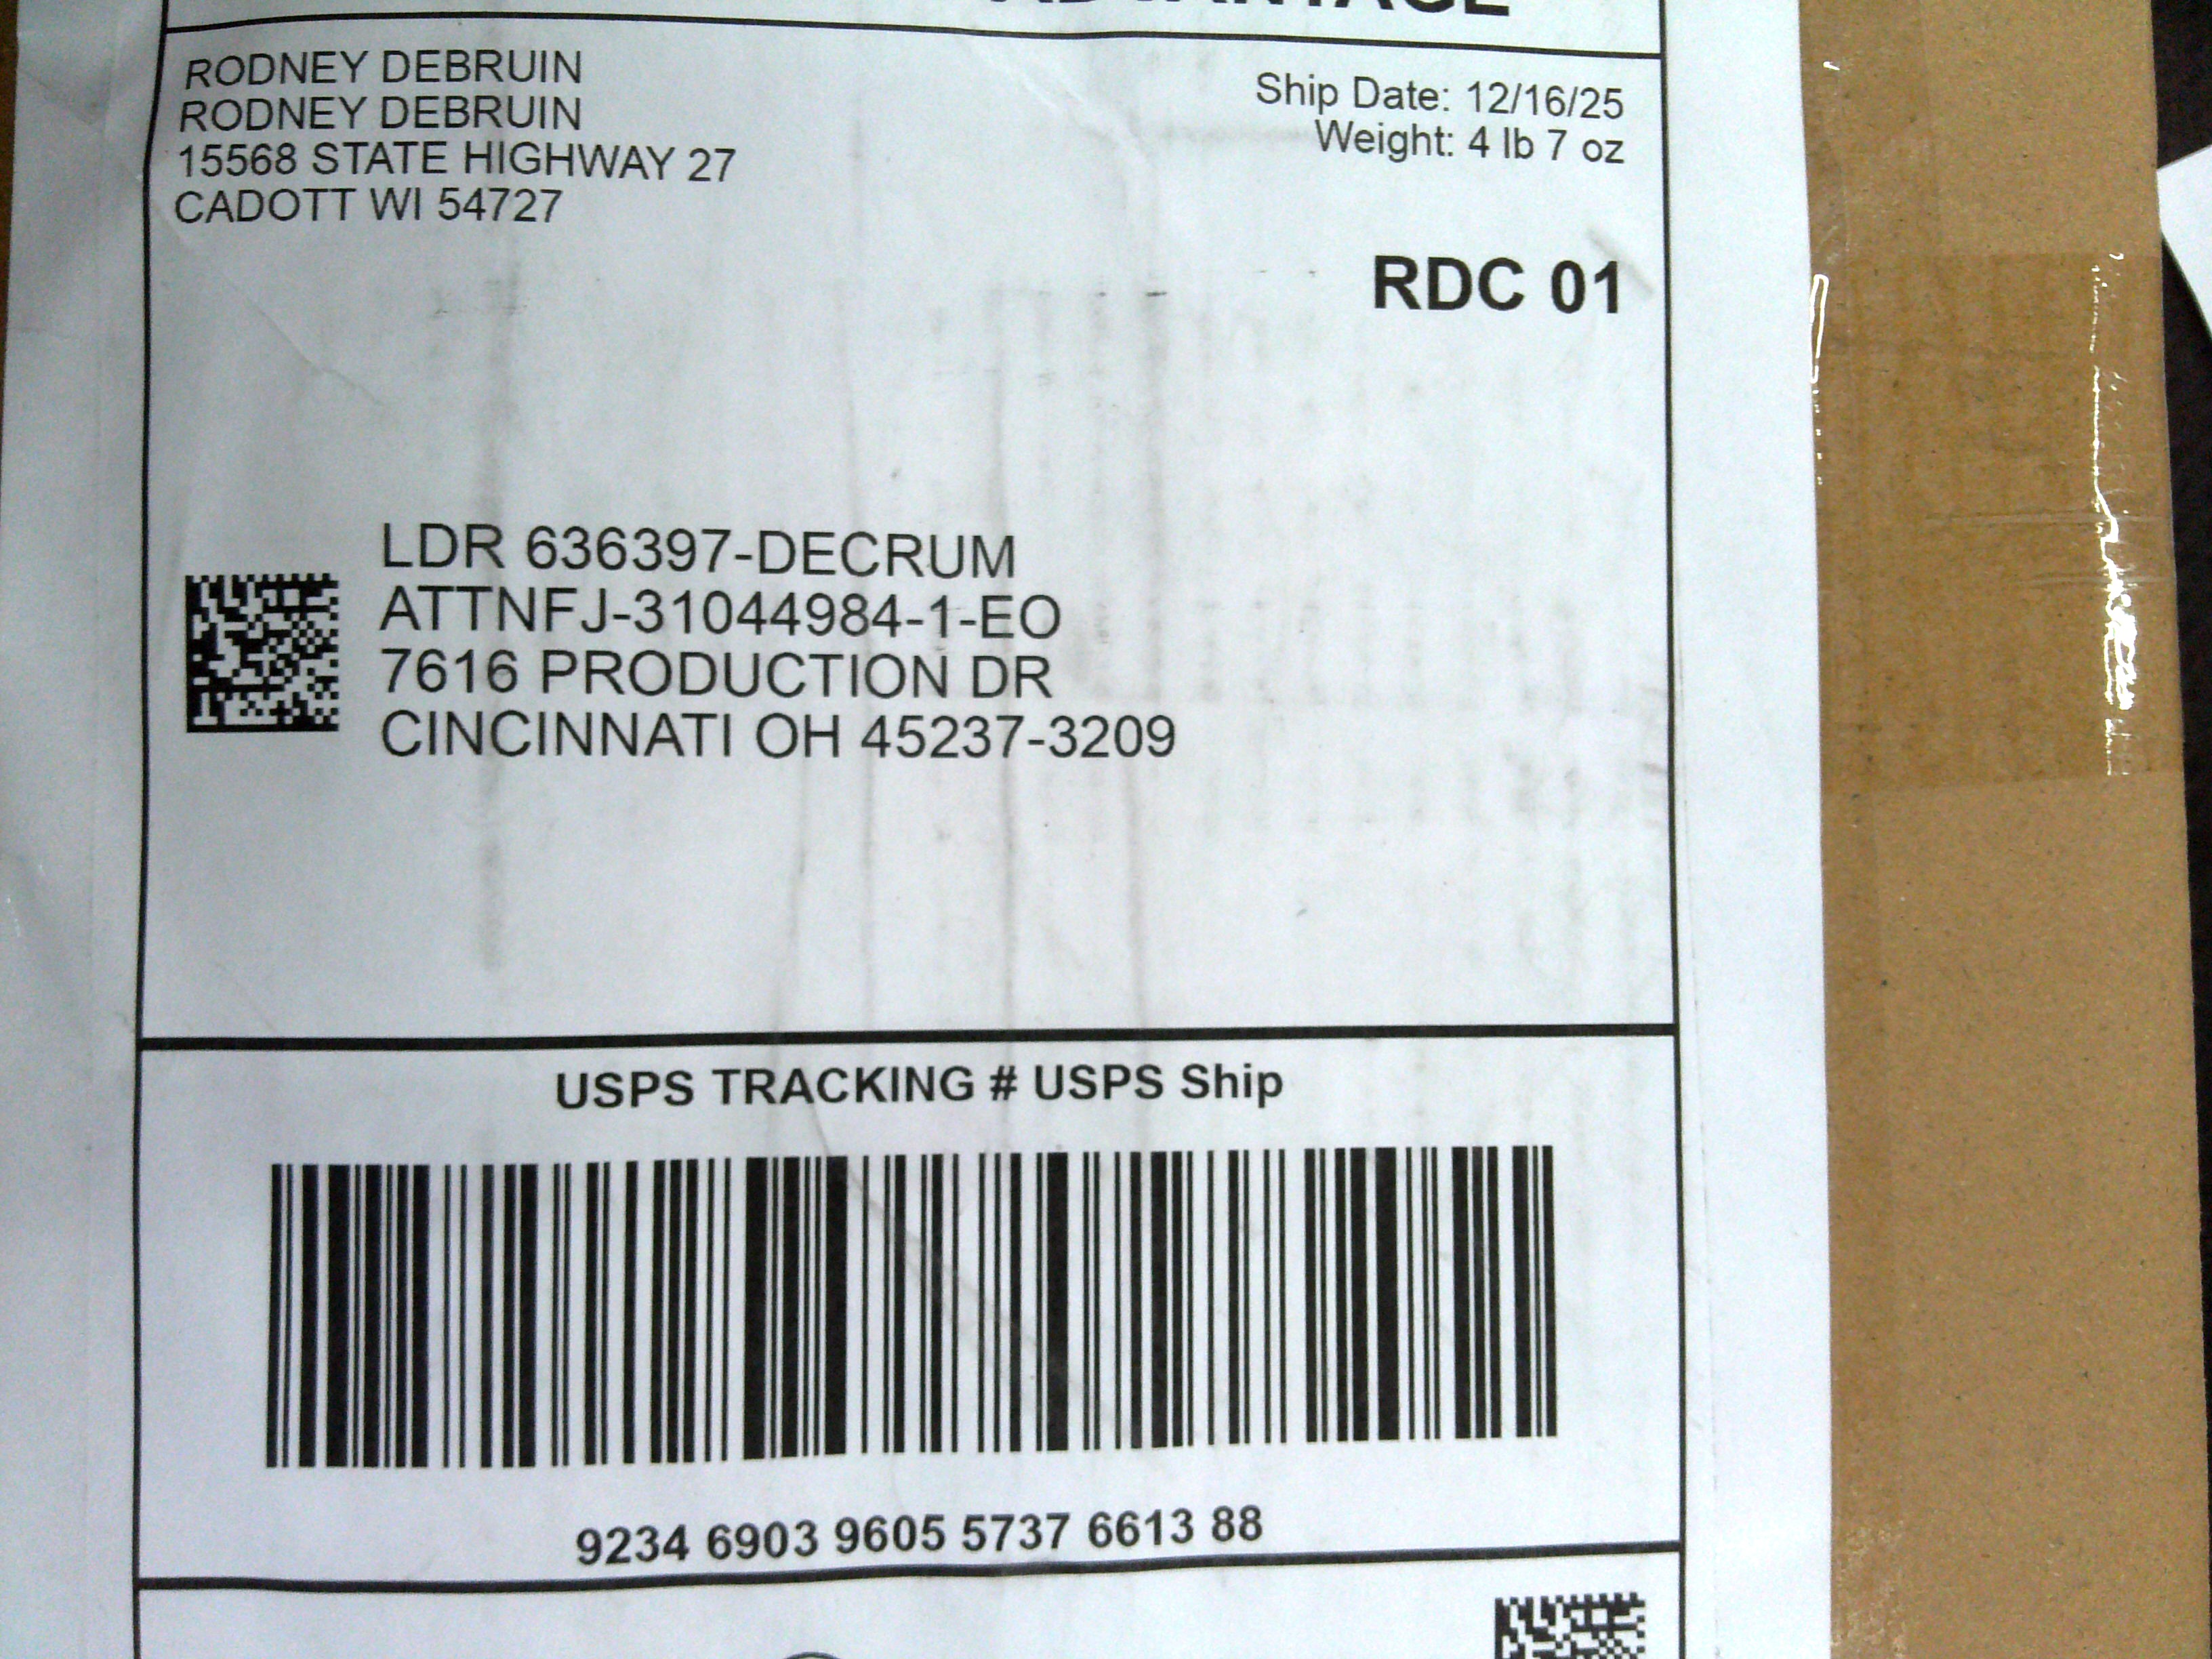 ADVANTAGE
RODNEY DEBRUIN
RODNEY DEBRUIN
15568 STATE HIGHWAY 27
CADOTT WI 54727
Ship Date: 12/16/25
Weight: 4 lb 7 oz
RDC 01
LDR 636397-DECRUM
ATTNFJ-31044984-1-EO
7616 PRODUCTION DR
CINCINNATI OH 45237-3209
USPS TRACKING # USPS Ship
9234 6903 9605 5737 6613 88